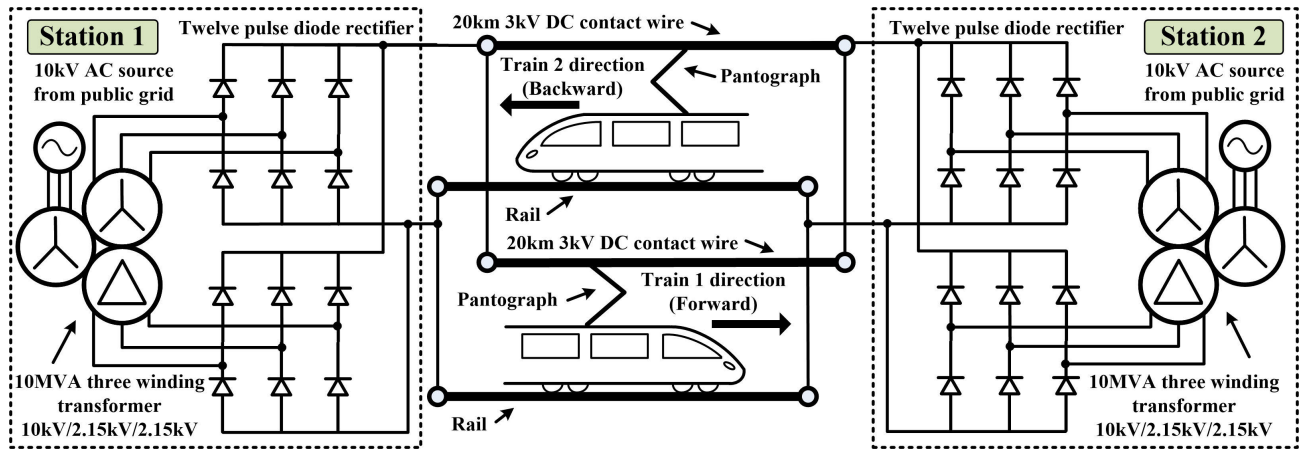 Station 1
10kV AC source
from public grid
Twelve pulse diode rectifier
10MVA three winding
transformer
10kV/2.15kV/2.15kV
20km 3kV DC contact wire
Train 2 direction
(Backward)
Pantograph
Rail
20km 3kV DC contact wire
Pantograph
Train 1 direction
(Forward)
Rail
Twelve pulse diode rectifier
Station 2
10kV AC source
from public grid
10MVA three winding
transformer
10kV/2.15kV/2.15kV